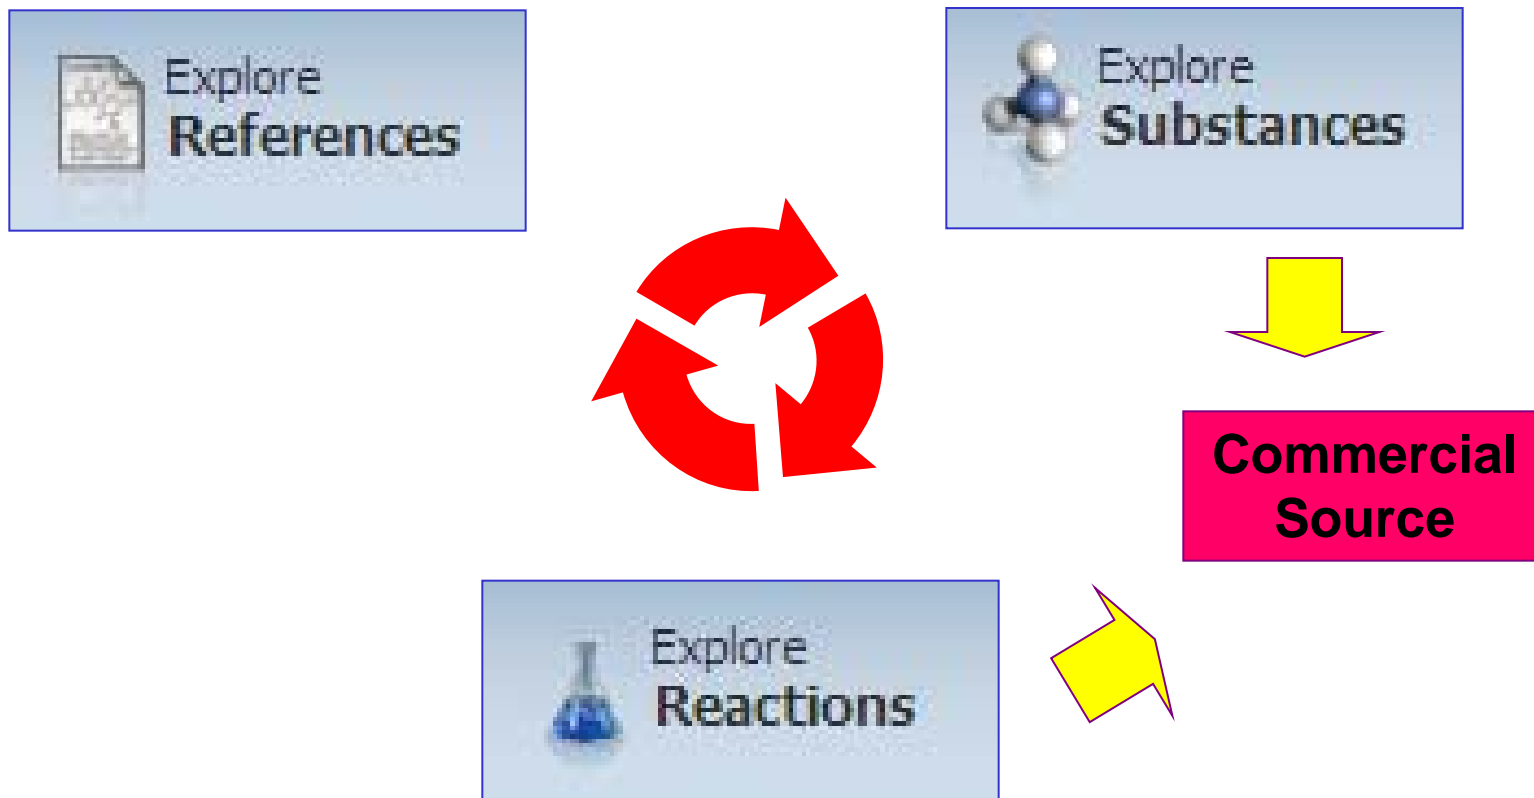 Explore
References
Explore
Substances
Commercial
Source
Explore
Reactions